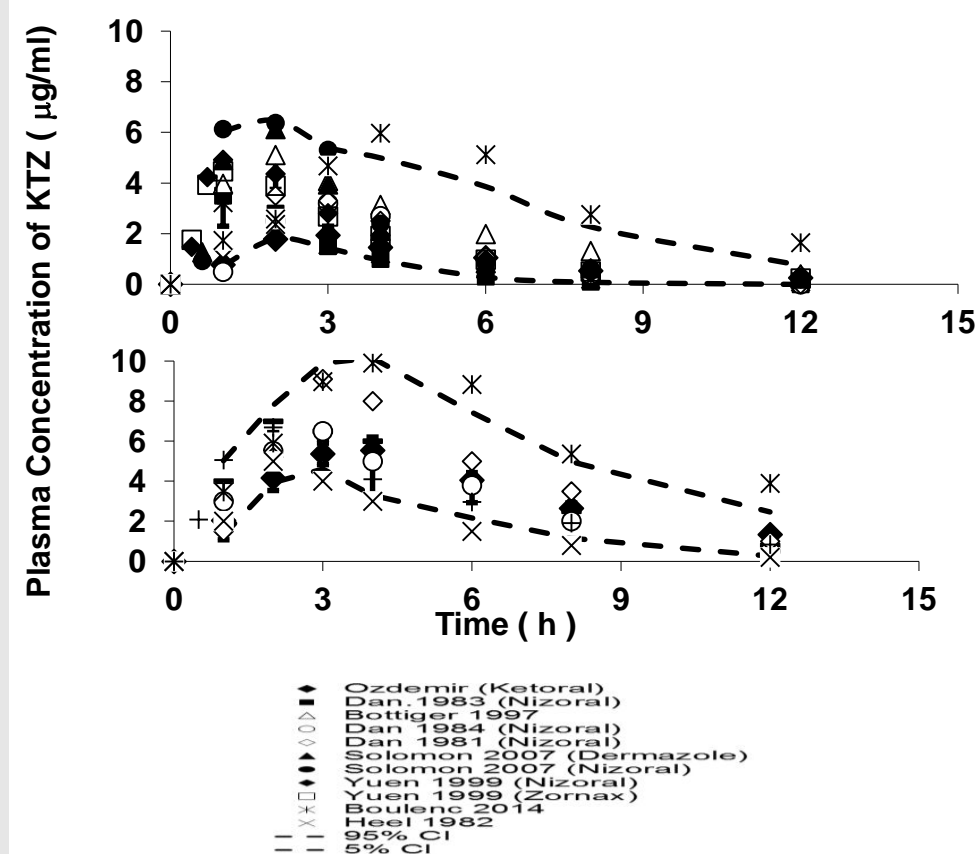 Plasma Concentration of KTZ ( µg/ml)
10
8
6
4
2
0
0 3 6 9 12 15
10
8
6
4
2
0
0 3 6 9 12 15
Time ( h )
Ozdemir (Ketoral)
Dan.1983 (Nizoral)
Bottiger 1997
Dan 1984 (Nizoral)
Dan 1981 (Nizoral)
Solomon 2007 (Dermazole)
Solomon 2007 (Nizoral)
Yuen 1999 (Nizoral)
Yuen 1999 (Zornax)
Boulenc 2014
Heel 1982
95% CI
5% CI